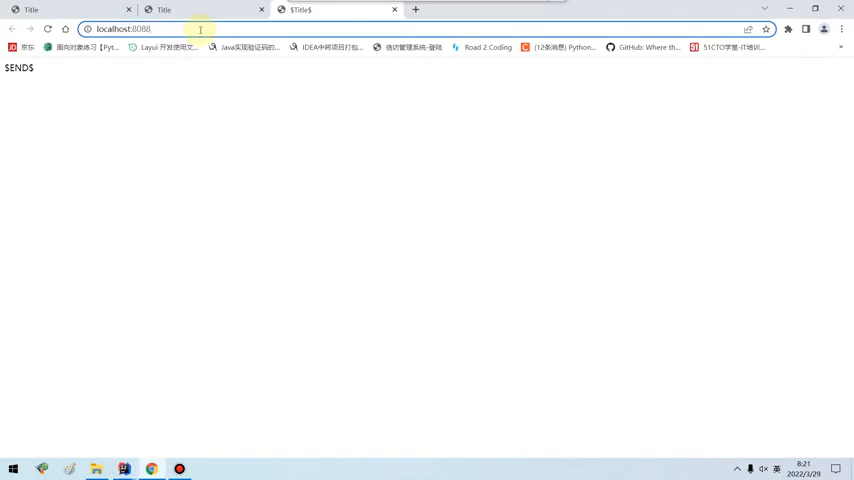 Title
Title
$Title$
localhost:8088
京东
面向对象练习【Pyt...
Layui 开发使用文...
Java实现验证码的...
IDEA中将项目打包...
信访管理系统-登陆
Road 2 Coding
(12条消息) Python...
GitHub: Where th...
51CTO学堂-IT培训...
»
$END$
英
8:21
2022/3/29